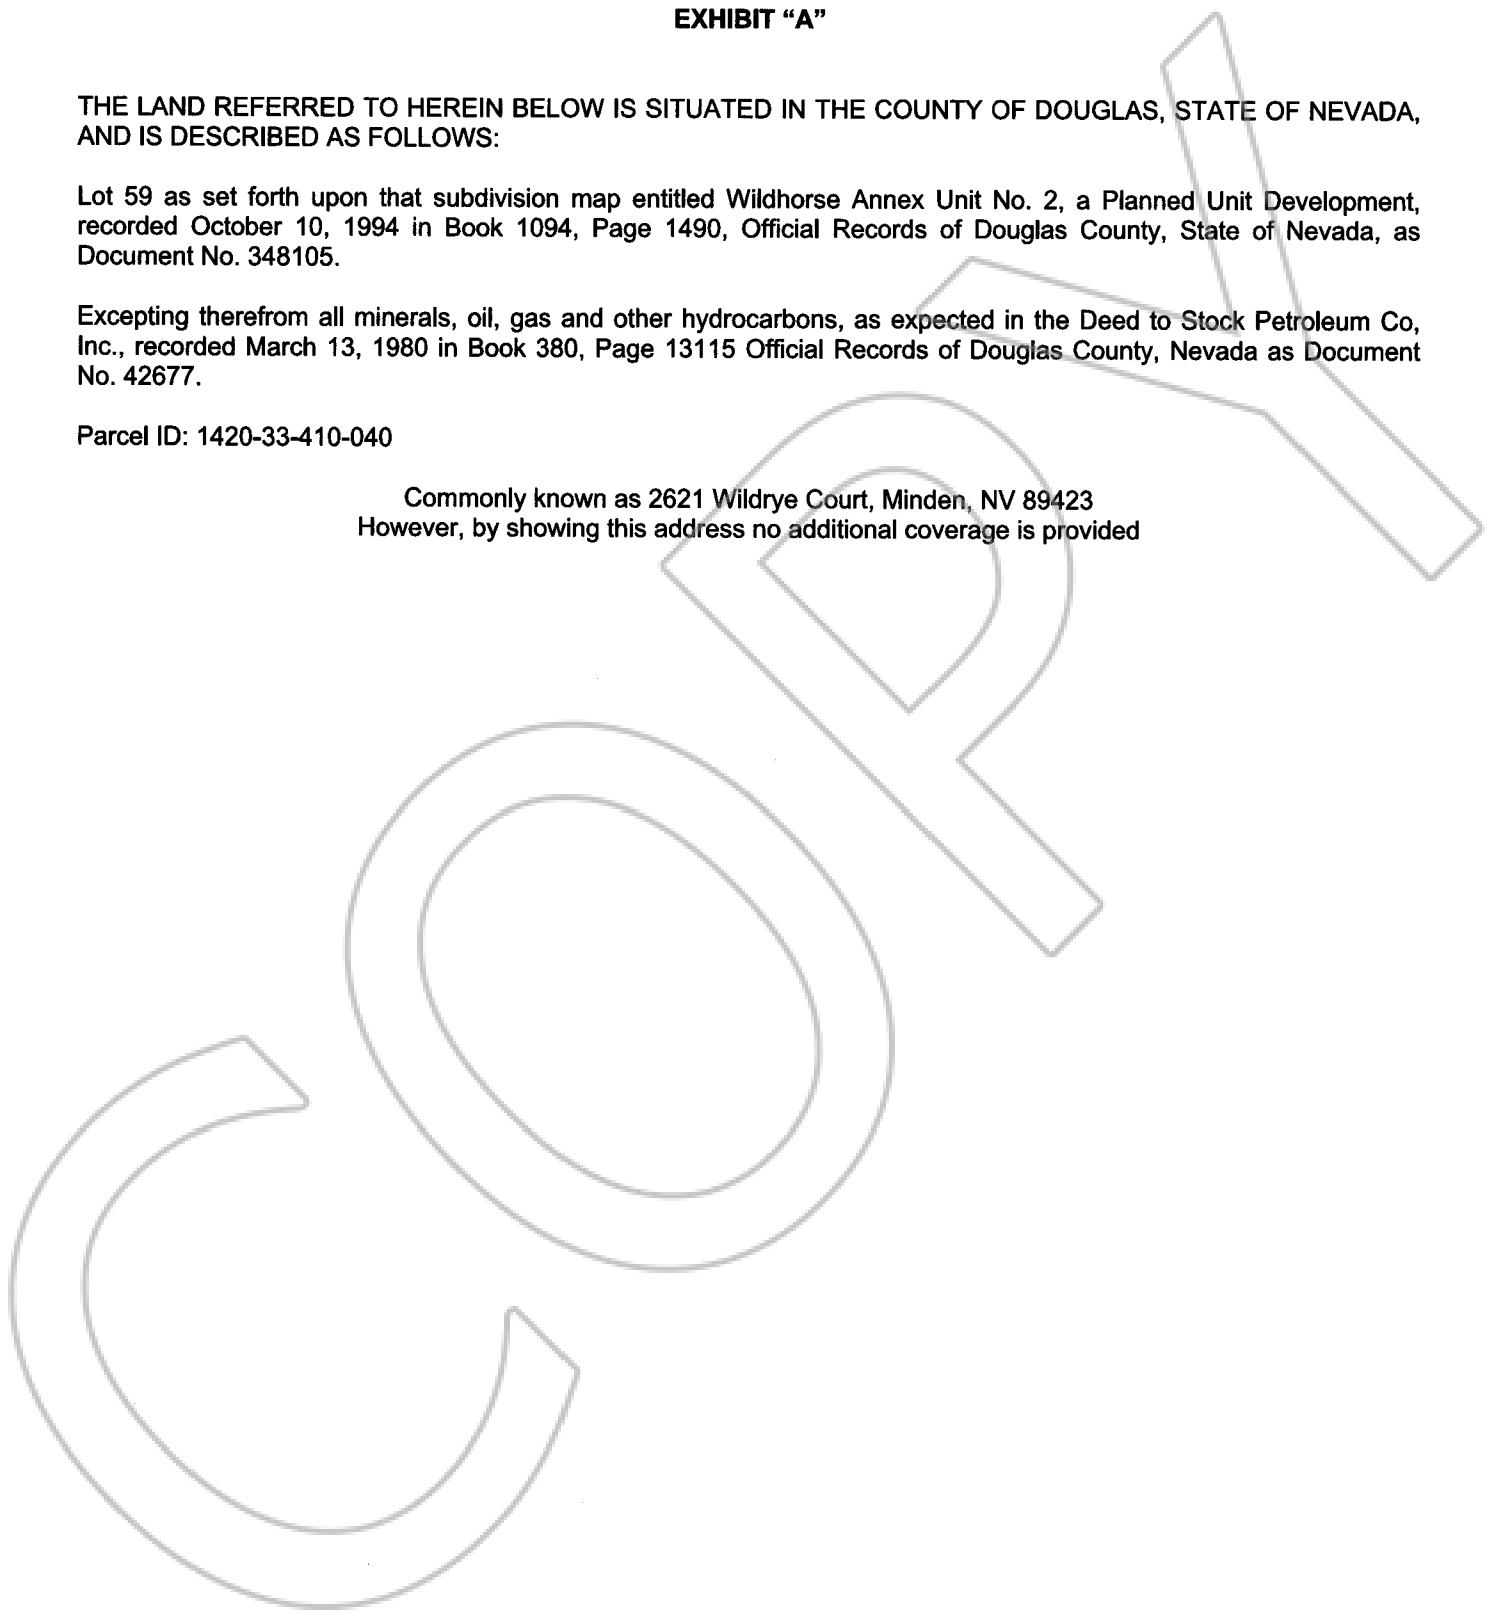 EXHIBIT “A”
THE LAND REFERRED TO HEREIN BELOW IS SITUATED IN THE COUNTY OF DOUGLAS, STATE OF NEVADA,
AND IS DESCRIBED AS FOLLOWS:
Lot 59 as set forth upon that subdivision map entitled Wildhorse Annex Unit No. 2, a Planned Unit Development,
recorded October 10, 1994 in Book 1094, Page 1490, Official Records of Douglas County, State of Nevada, as
Document No. 348105.
Excepting therefrom all minerals, oil, gas and other hydrocarbons, as expected in the Deed to Stock Petroleum Co,
Inc., recorded March 13, 1980 in Book 380, Page 13115 Official Records of Douglas County, Nevada as Document
No. 42677.
Parcel ID: 1420-33-410-040
Commonly known as 2621 Wildrye Court, Minden, NV 89423
However, by showing this address no additional coverage is provided
COPY